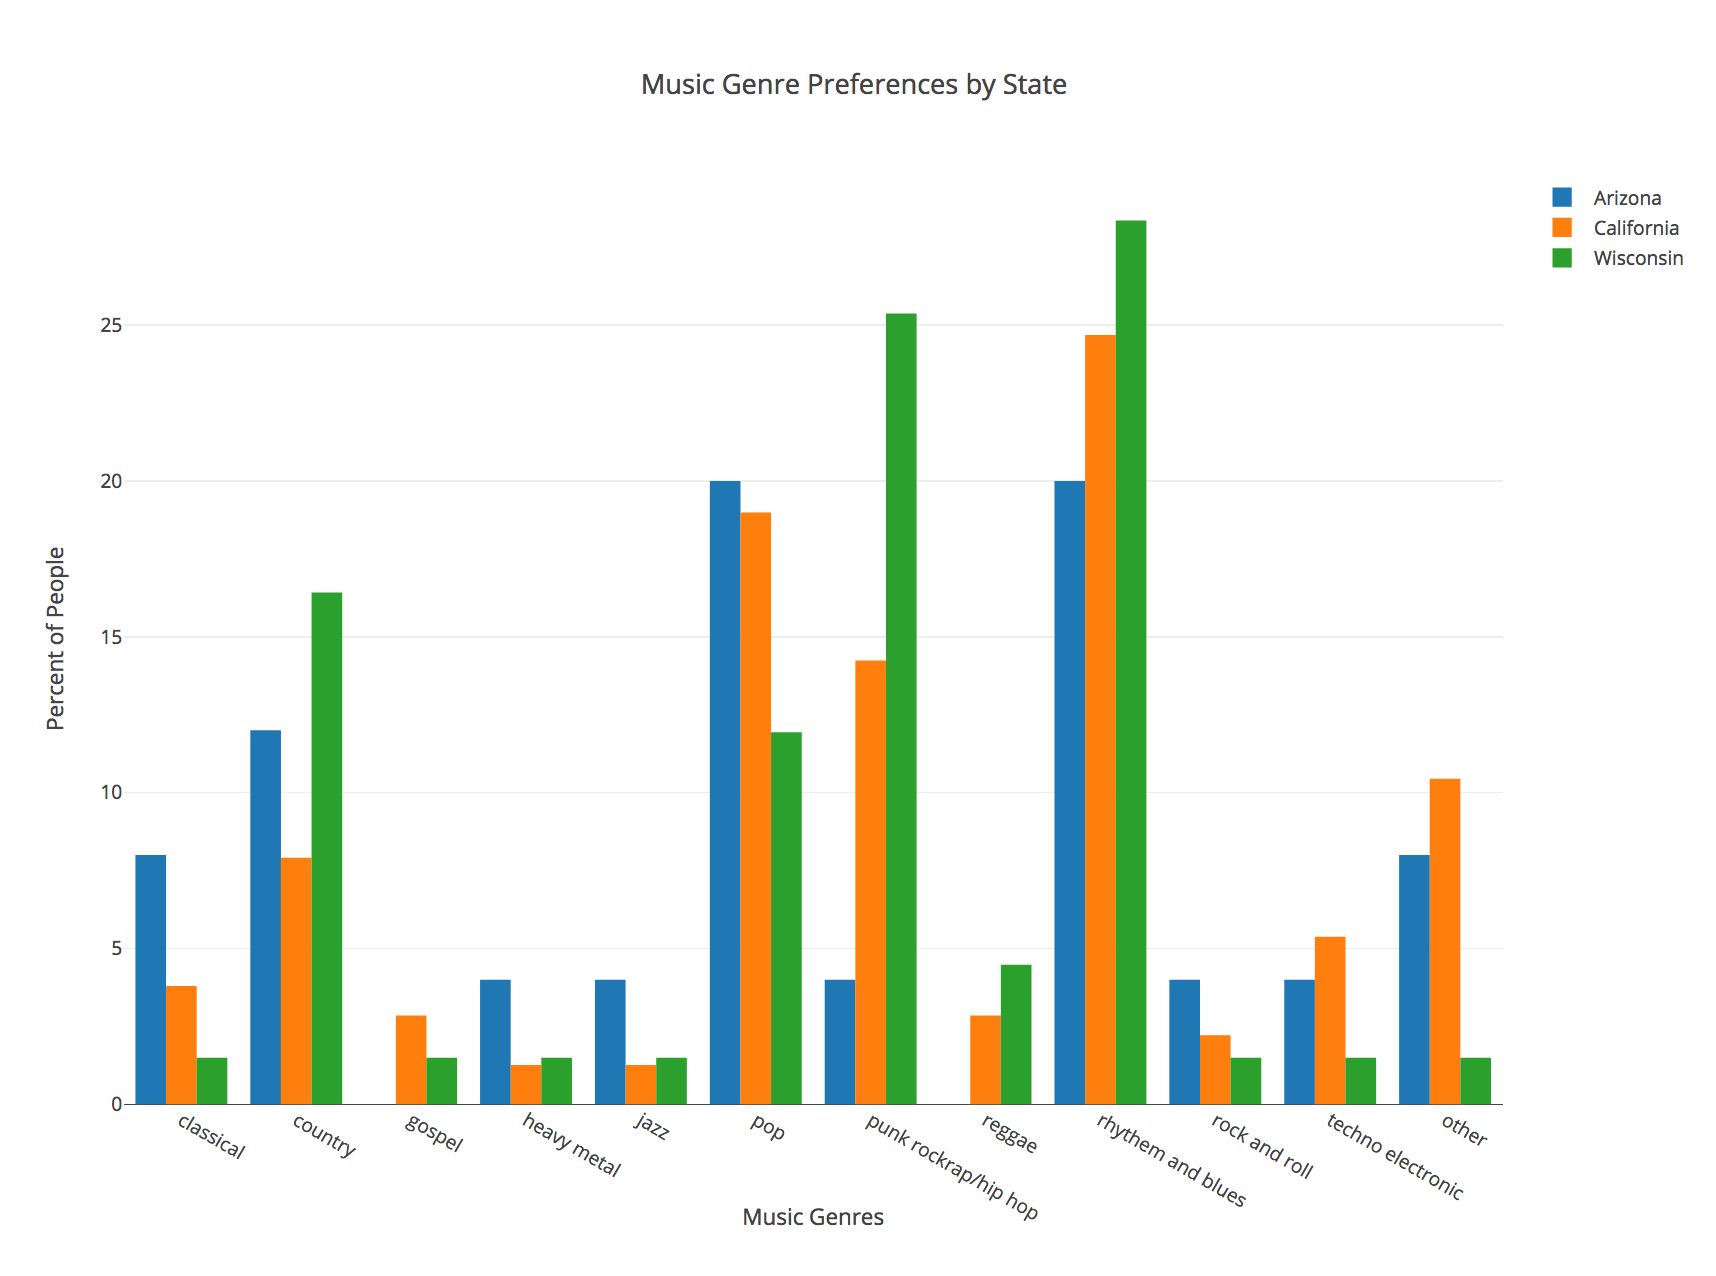 Music Genre Preferences by State
Arizona
California
Wisconsin
25
20
15
10
5
0
Percent of People
classical
country
gospel
heavy metal
jazz
pop
punk rockrap/hip hop
reggae
rhythem and blues
rock and roll
techno electronic
other
Music Genres